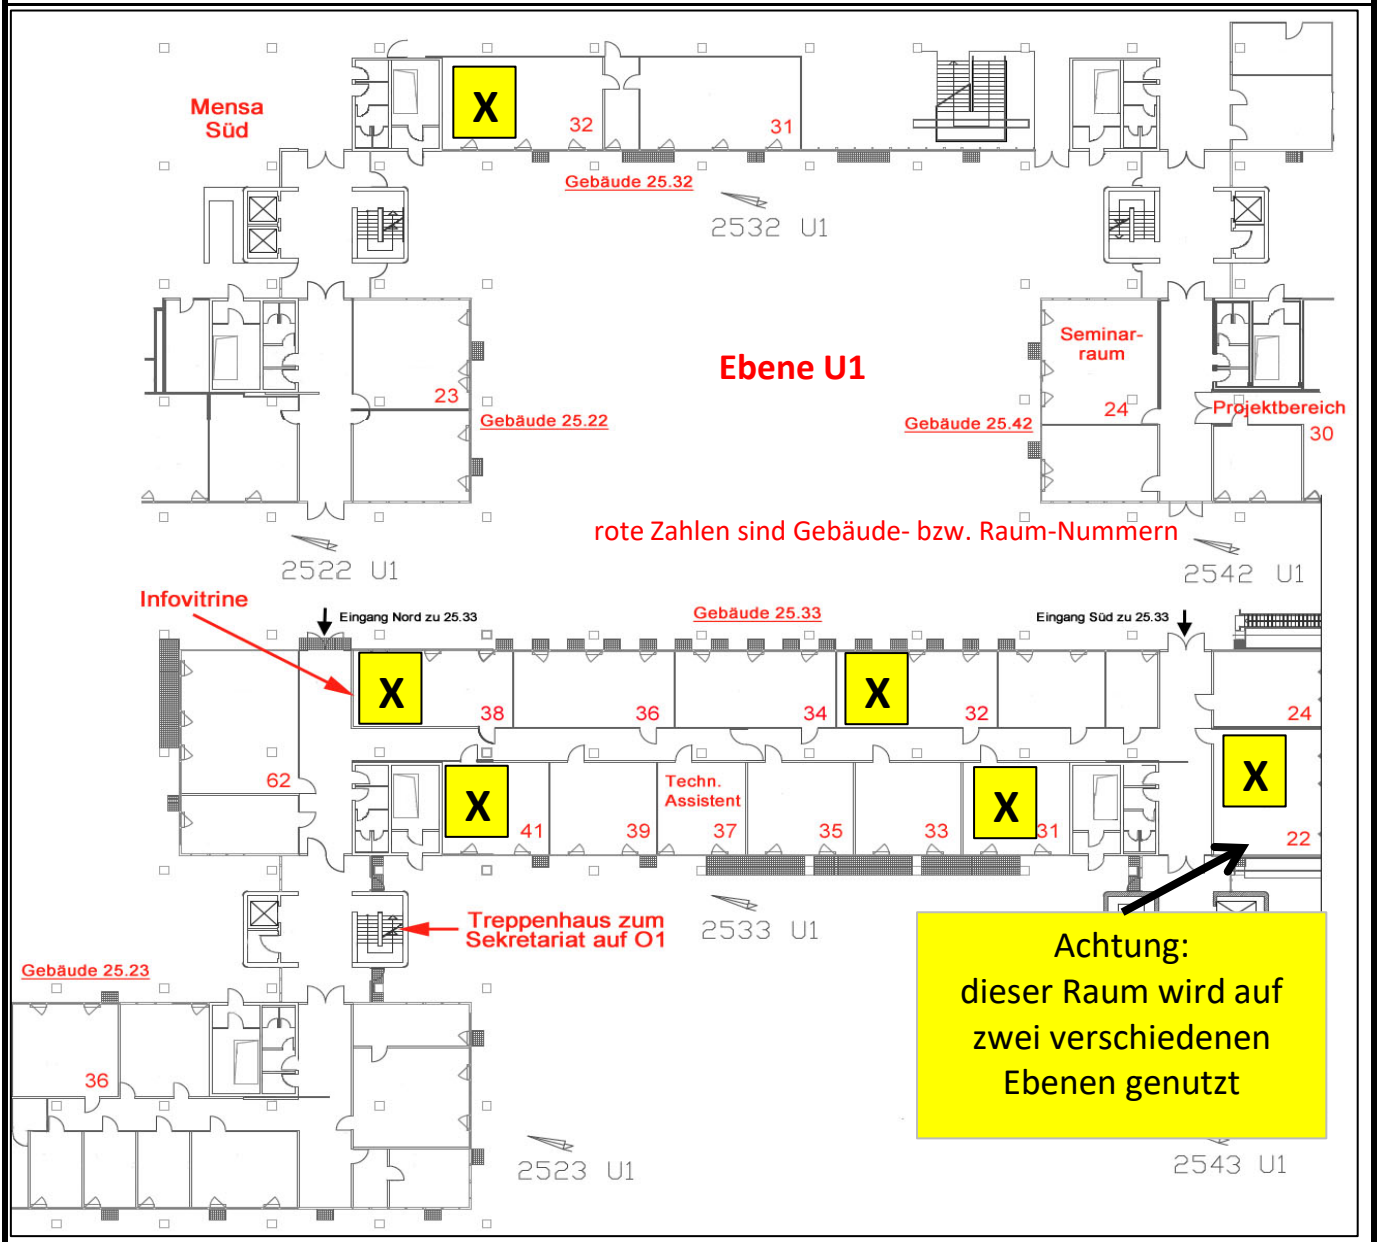 Mensa
Süd
X
32
31
Gebäude 25.32
2532 U1
Seminar-
raum
Ebene U1
23
24
Projektbereich
30
Gebäude 25.22
Gebäude 25.42
rote Zahlen sind Gebäude- bzw. Raum-Nummern
2522 U1
2542 U1
Infovitrine
Eingang Nord zu 25.33
Gebäude 25.33
Eingang Süd zu 25.33
X
38
36
34
X
32
24
62
X
41
39
Techn.
Assistent
37
35
33
X
31
X
22
Treppenhaus zum
Sekretariat auf O1
2533 U1
Gebäude 25.23
Achtung:
dieser Raum wird auf
zwei verschiedenen
Ebenen genutzt
36
2523 U1
2543 U1